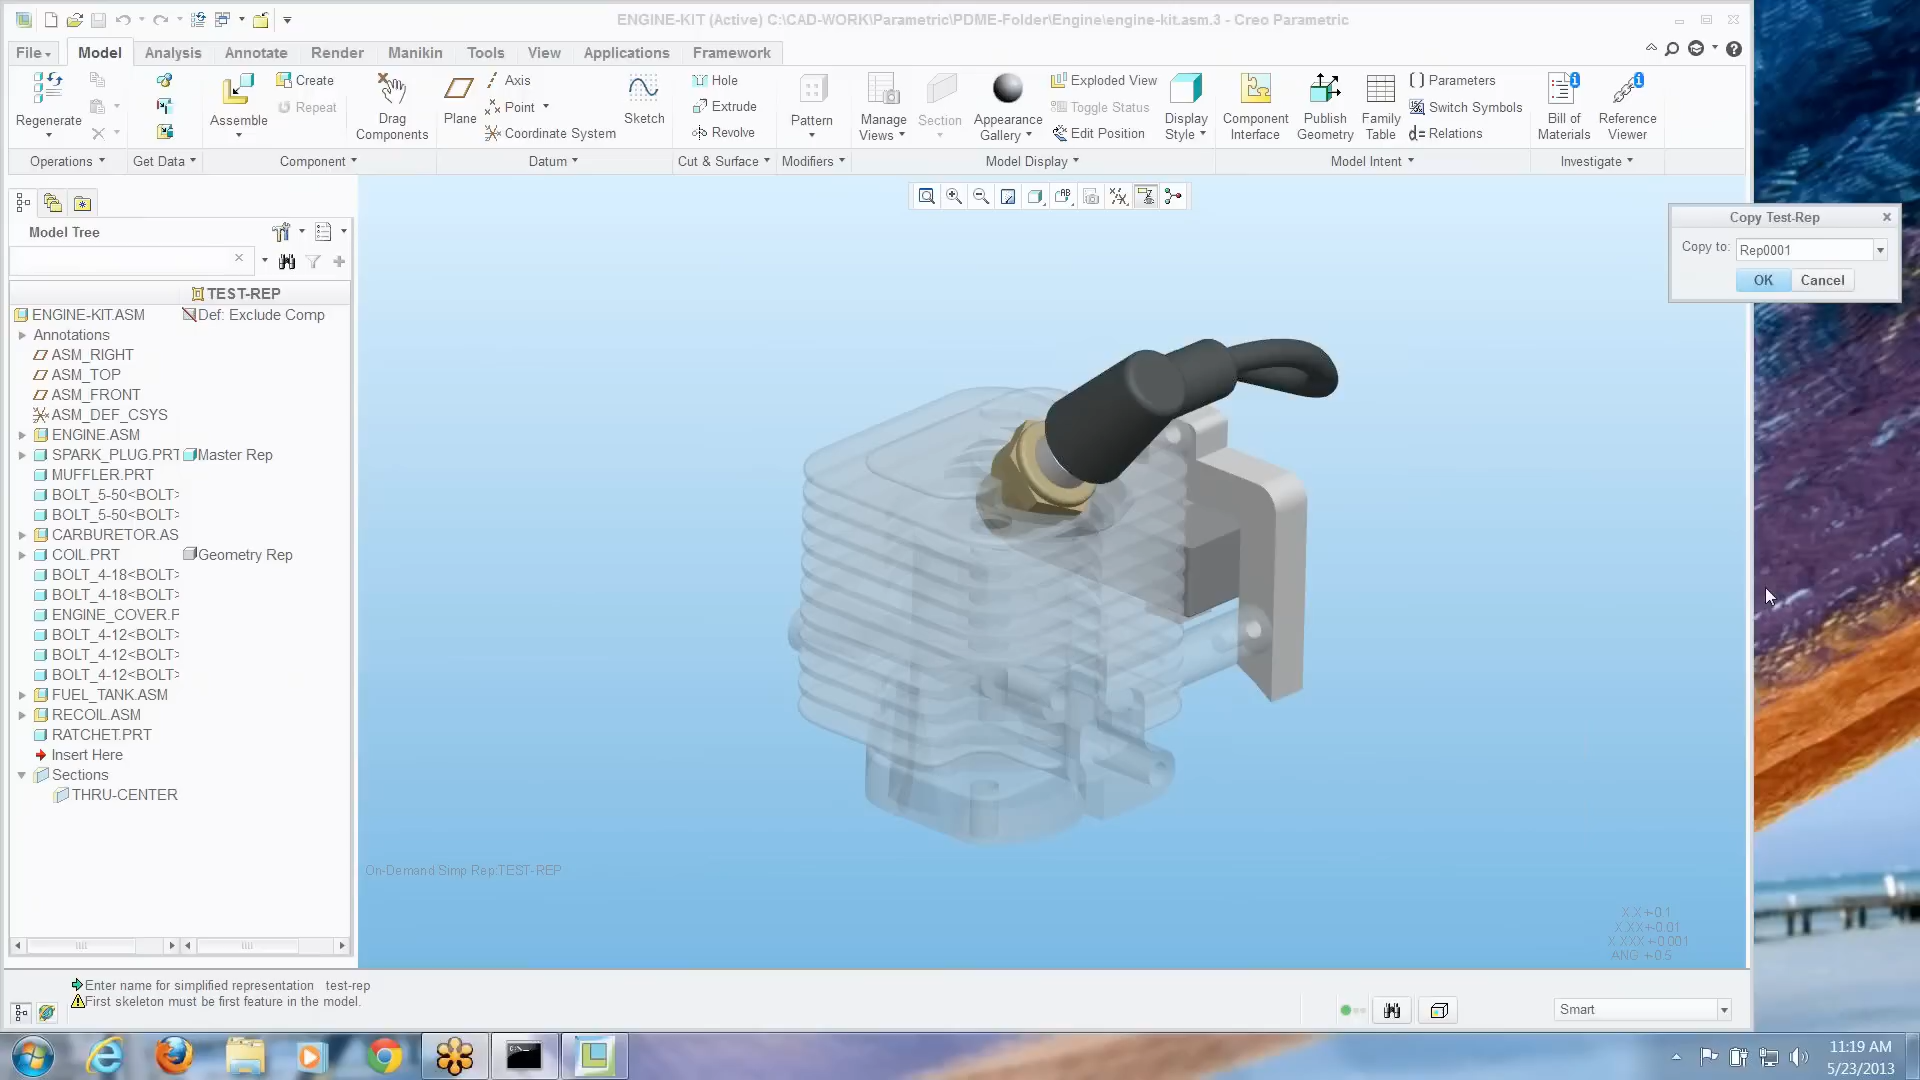 ENGINE-KIT (Active) C:\CAD-WORK\Parametric\PDME-Folder\Engine\engine-kit.asm.3 - Creo Parametric
File Model Analysis Annotate Render Manikin Tools View Applications Framework
Regenerate
Operations
Get Data
Assemble
Create
Repeat
Drag Components
Component
Plane
Axis
Point
Coordinate System
Sketch
Datum
Hole
Extrude
Revolve
Cut & Surface
Pattern
Modifiers
Manage Views
Section
Appearance Gallery
Exploded View
Toggle Status
Edit Position
Display Style
Model Display
Component Interface
Publish Geometry
Family Table
Parameters
Switch Symbols
Relations
Model Intent
Bill of Materials
Reference Viewer
Investigate
Model Tree
TEST-REP
ENGINE-KIT.ASM Def: Exclude Comp
Annotations
ASM_RIGHT
ASM_TOP
ASM_FRONT
ASM_DEF_CSYS
ENGINE.ASM
SPARK_PLUG.PRT Master Rep
MUFFLER.PRT
BOLT_5-50<BOLT>
BOLT_5-50<BOLT>
CARBURETOR.AS
COIL.PRT Geometry Rep
BOLT_4-18<BOLT>
BOLT_4-18<BOLT>
ENGINE_COVER.P
BOLT_4-12<BOLT>
BOLT_4-12<BOLT>
BOLT_4-12<BOLT>
FUEL_TANK.ASM
RECOIL.ASM
RATCHET.PRT
Insert Here
Sections
THRU-CENTER
On-Demand Simp Rep:TEST-REP
X.X +-0.1
X.XX +-0.01
X.XXX +-0.001
ANG. +-0.5
Copy Test-Rep
Copy to: Rep0001
OK Cancel
Enter name for simplified representation test-rep
First skeleton must be first feature in the model.
Smart
11:19 AM
5/23/2013